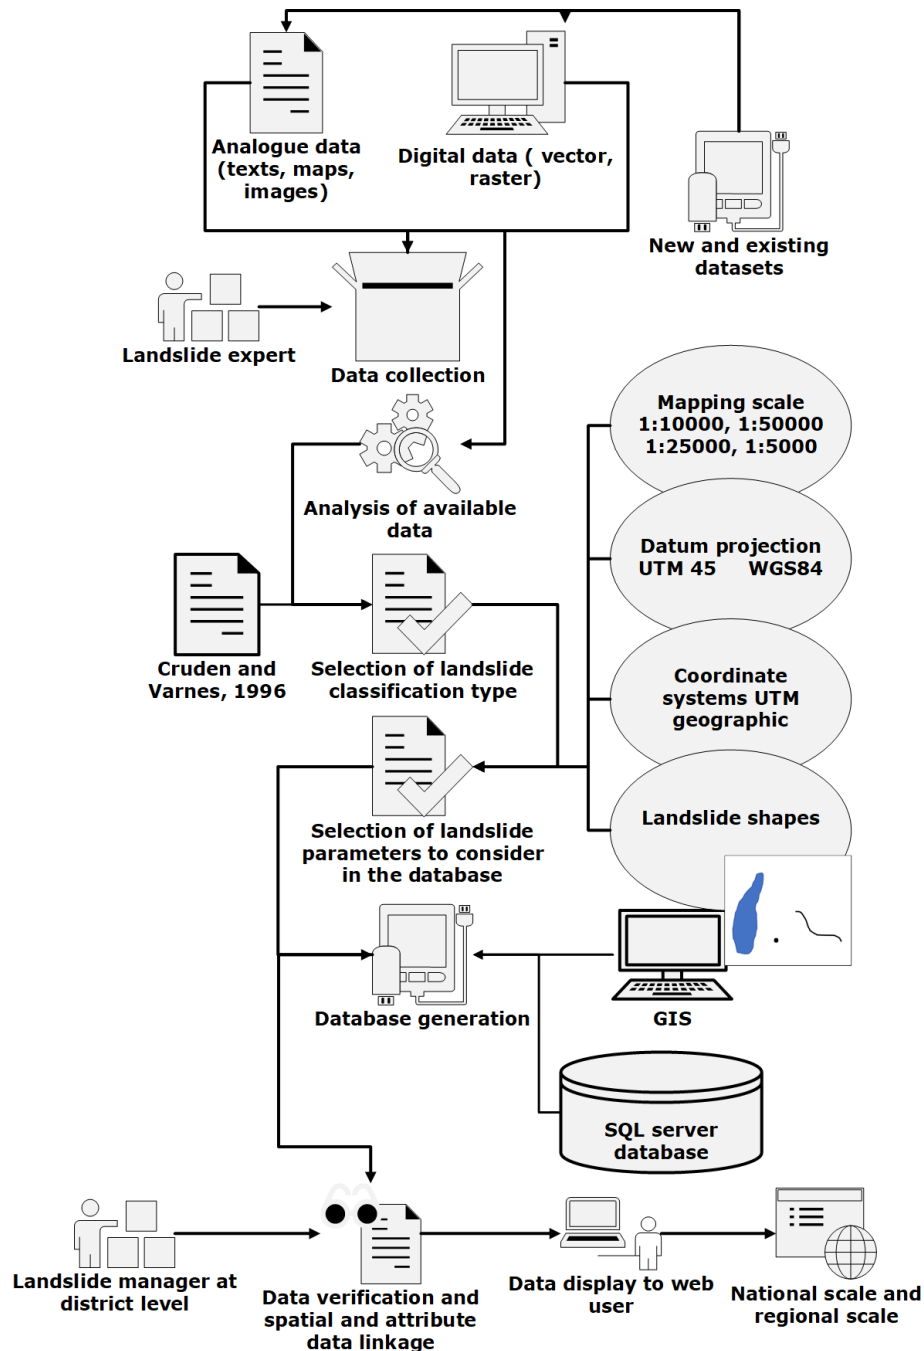 Analogue data
(texts, maps,
images)
Digital data ( vector,
raster)
New and existing
datasets
Landslide expert
Data collection
Mapping scale
1:10000, 1:50000
1:25000, 1:5000
Analysis of available
data
Datum projection
UTM 45 WGS84
Cruden and
Varnes, 1996
Selection of landslide
classification type
Coordinate
systems UTM
geographic
Selection of landslide
parameters to consider
in the database
Landslide shapes
Database generation
GIS
SQL server
database
Landslide manager at
district level
Data verification and
spatial and attribute
data linkage
Data display to web
user
National scale and
regional scale